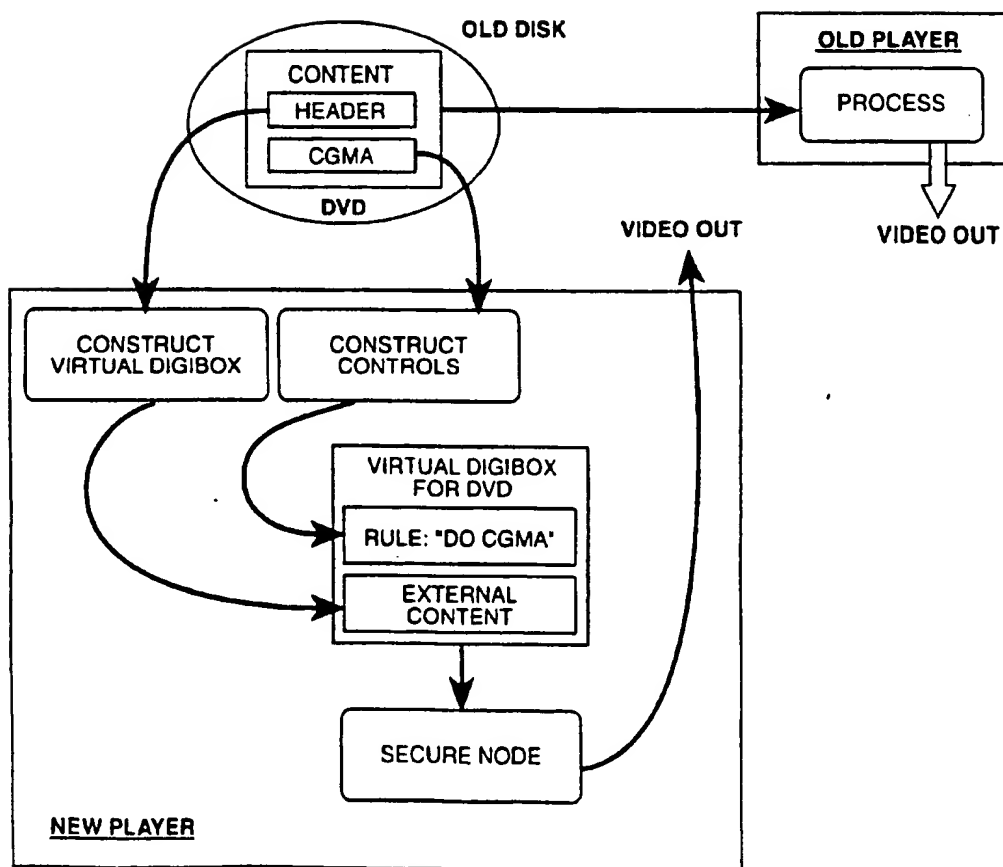 OLD DISK
CONTENT
HEADER
CGMA
DVD
OLD PLAYER
PROCESS
VIDEO OUT
VIDEO OUT
CONSTRUCT
VIRTUAL DIGIBOX
CONSTRUCT
CONTROLS
VIRTUAL DIGIBOX
FOR DVD
RULE: "DO CGMA"
EXTERNAL
CONTENT
SECURE NODE
NEW PLAYER